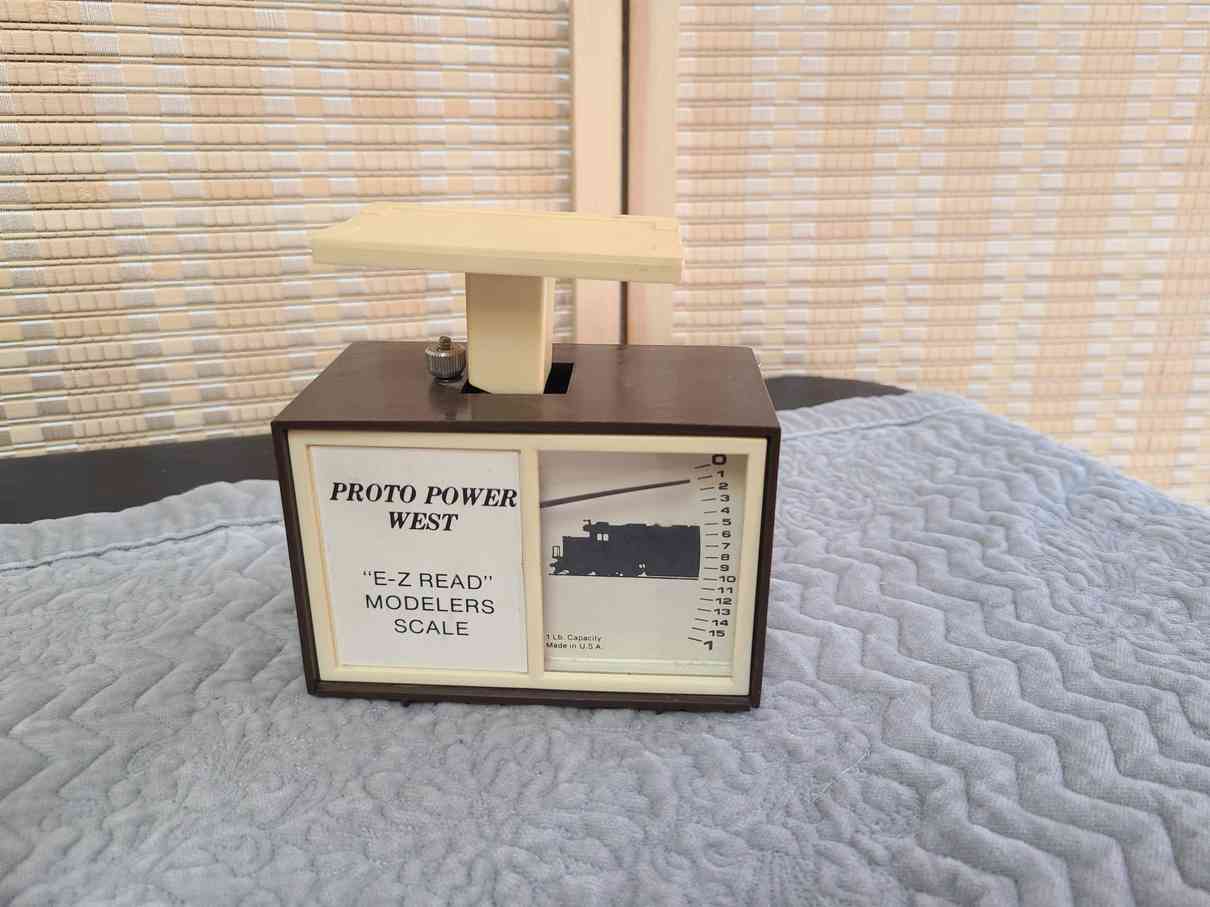 PROTO POWER
WEST
"E-Z READ"
MODELERS
SCALE
0
1
2
3
4
5
6
7
8
9
10
11
12
13
14
15
1
1 Lb. Capacity
Made in U.S.A.